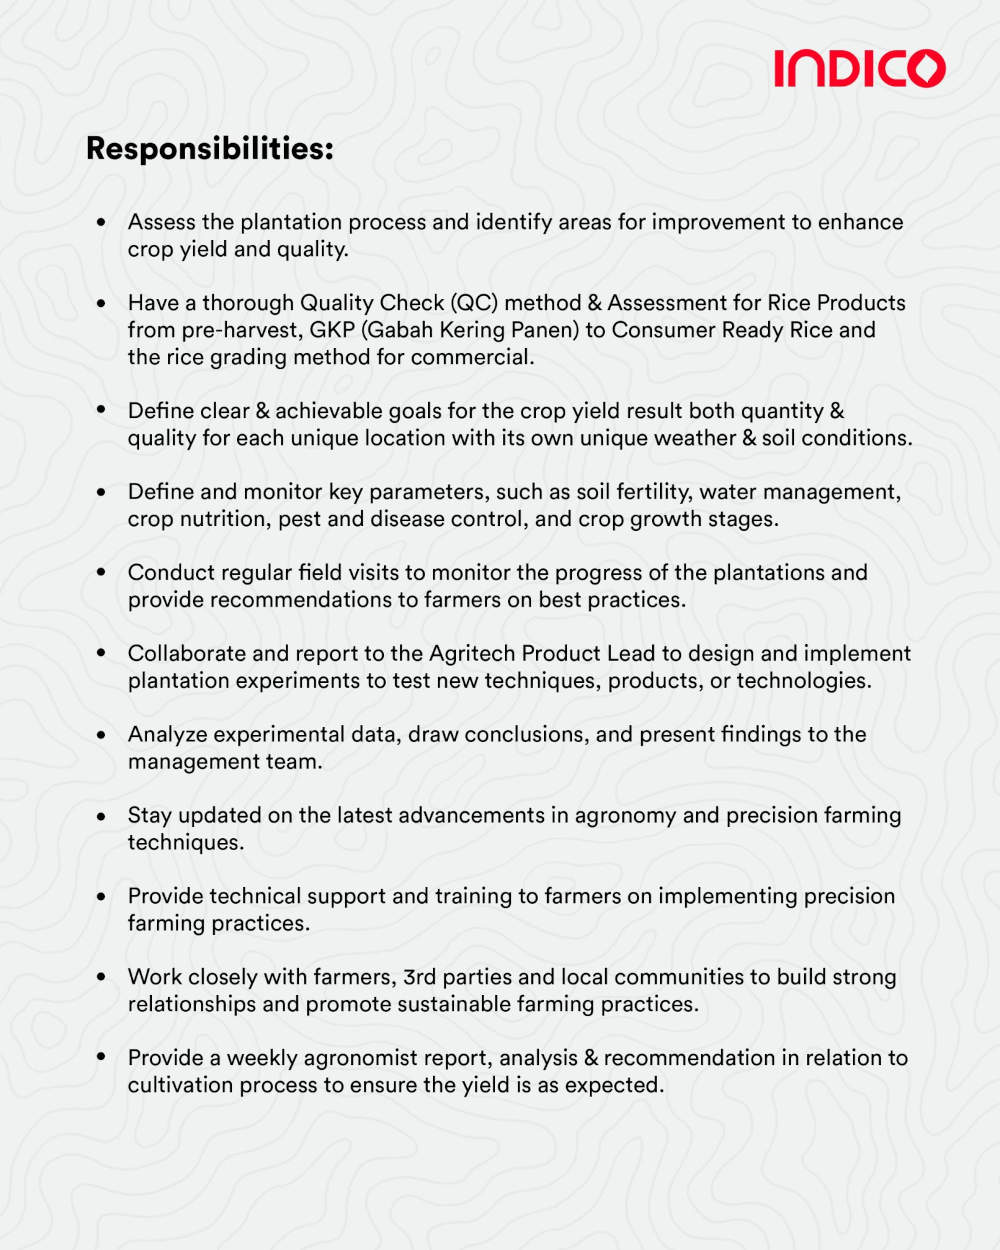 INDICO
Responsibilities:
• Assess the plantation process and identify areas for improvement to enhance
crop yield and quality.
• Have a thorough Quality Check (QC) method & Assessment for Rice Products
from pre-harvest, GKP (Gabah Kering Panen) to Consumer Ready Rice and
the rice grading method for commercial.
• Define clear & achievable goals for the crop yield result both quantity &
quality for each unique location with its own unique weather & soil conditions.
• Define and monitor key parameters, such as soil fertility, water management,
crop nutrition, pest and disease control, and crop growth stages.
• Conduct regular field visits to monitor the progress of the plantations and
provide recommendations to farmers on best practices.
• Collaborate and report to the Agritech Product Lead to design and implement
plantation experiments to test new techniques, products, or technologies.
• Analyze experimental data, draw conclusions, and present findings to the
management team.
• Stay updated on the latest advancements in agronomy and precision farming
techniques.
• Provide technical support and training to farmers on implementing precision
farming practices.
• Work closely with farmers, 3rd parties and local communities to build strong
relationships and promote sustainable farming practices.
• Provide a weekly agronomist report, analysis & recommendation in relation to
cultivation process to ensure the yield is as expected.